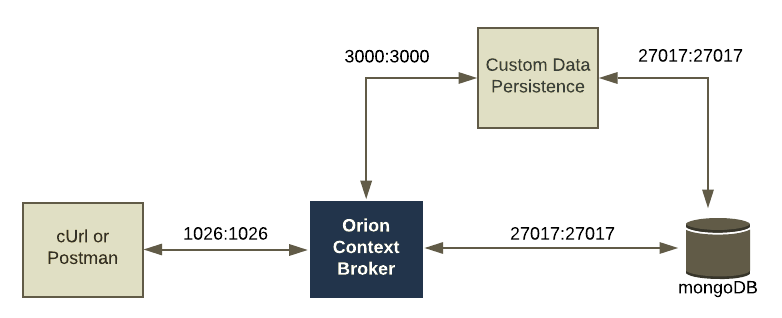 3000:3000
27017:27017
Custom Data
Persistence
cUrl or
Postman
1026:1026
Orion
Context
Broker
27017:27017
mongoDB